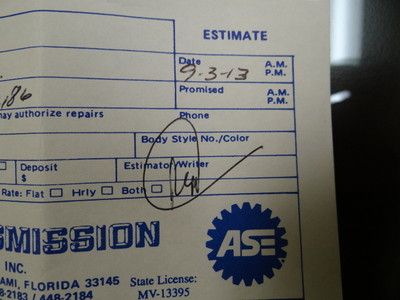 ESTIMATE
Date 9-3-13 A.M.
P.M.
Promised A.M.
P.M.
,86
may authorize repairs Phone
Body Style No./Color
Deposit Estimator/Writer
$
Rate: Flat Hrly Both
SMISSION
INC.
AMI, FLORIDA 33145 State License:
8-2183 / 448-2184 MV-13395
ASE